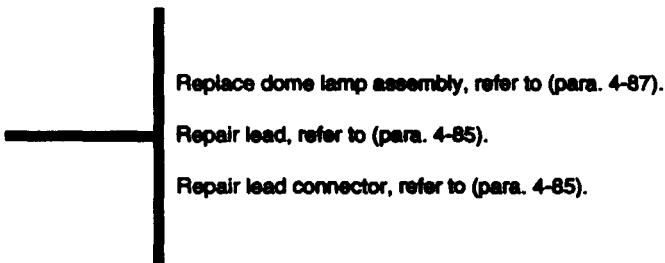 Replace dome lamp assembly, refer to (para. 4-87).
Repair lead, refer to (para. 4-85).
Repair lead connector, refer to (para. 4-85).